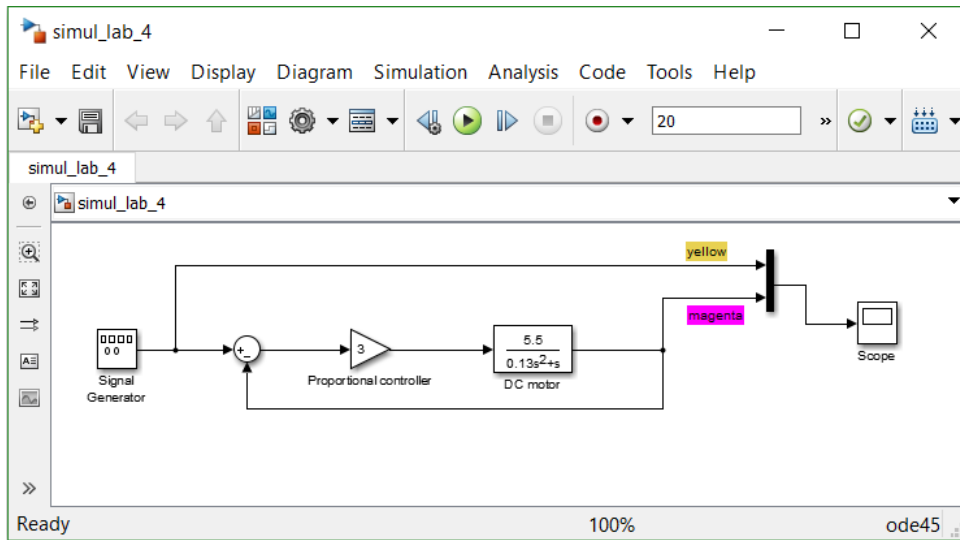 simul_lab_4
File Edit View Display Diagram Simulation Analysis Code Tools Help
20
»
simul_lab_4
simul_lab_4
yellow
magenta
Signal
Generator
+_
3
Proportional controller
5.5
0.13s²+s
DC motor
Scope
»
Ready 100% ode45